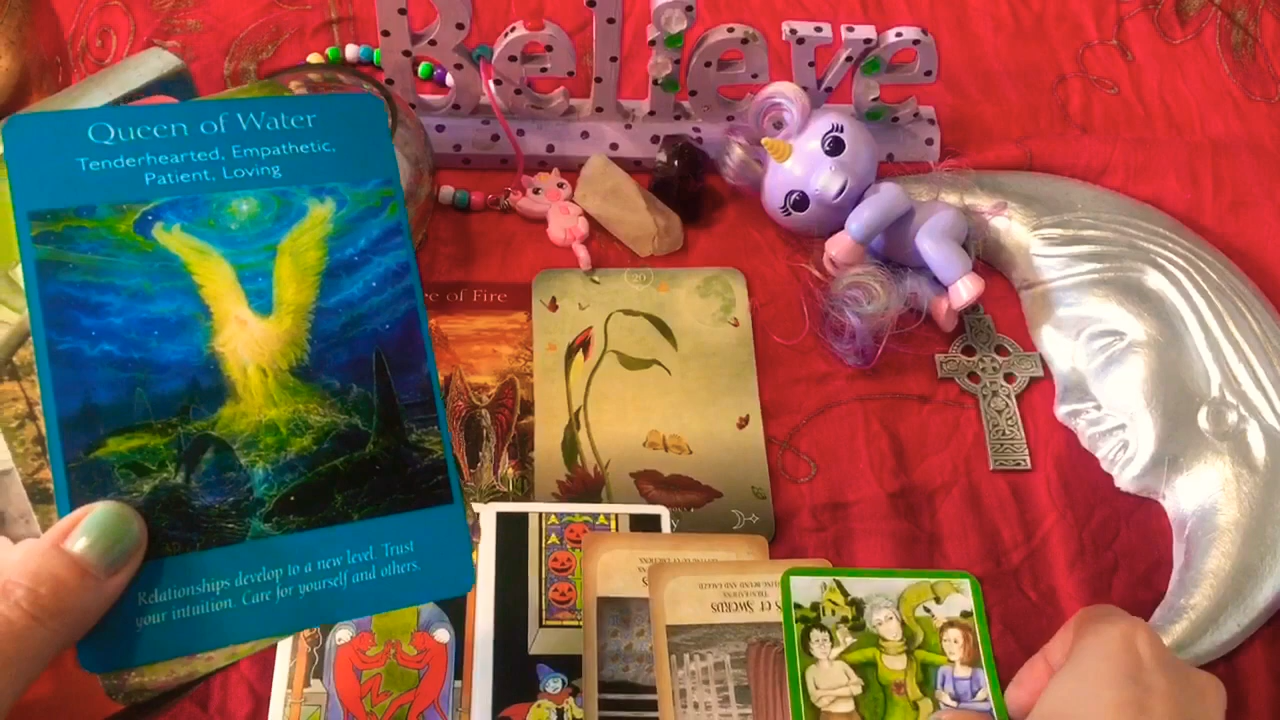 Believe
Queen of Water
Tenderhearted, Empathetic,
Patient, Loving
Relationships develop to a new level. Trust
your intuition. Care for yourself and others.
of Fire
20
of Swords